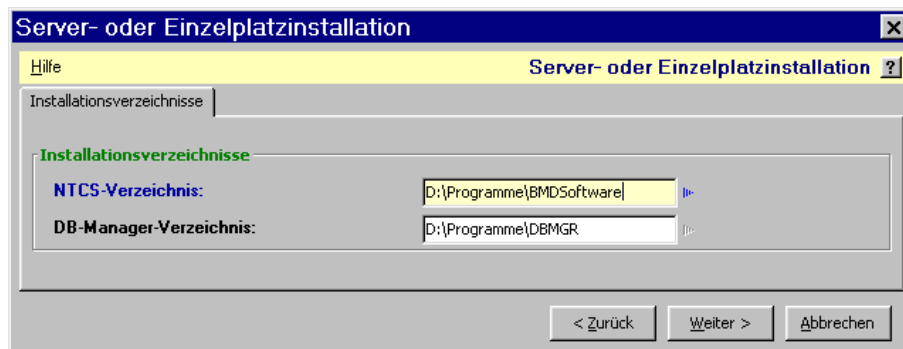 Server- oder Einzelplatzinstallation
Hilfe
Server- oder Einzelplatzinstallation ?
Installationsverzeichnisse
Installationsverzeichnisse
NTCS-Verzeichnis: D:\Programme\BMDSoftware
DB-Manager-Verzeichnis: D:\Programme\DBMGR
< Zurück Weiter > Abbrechen